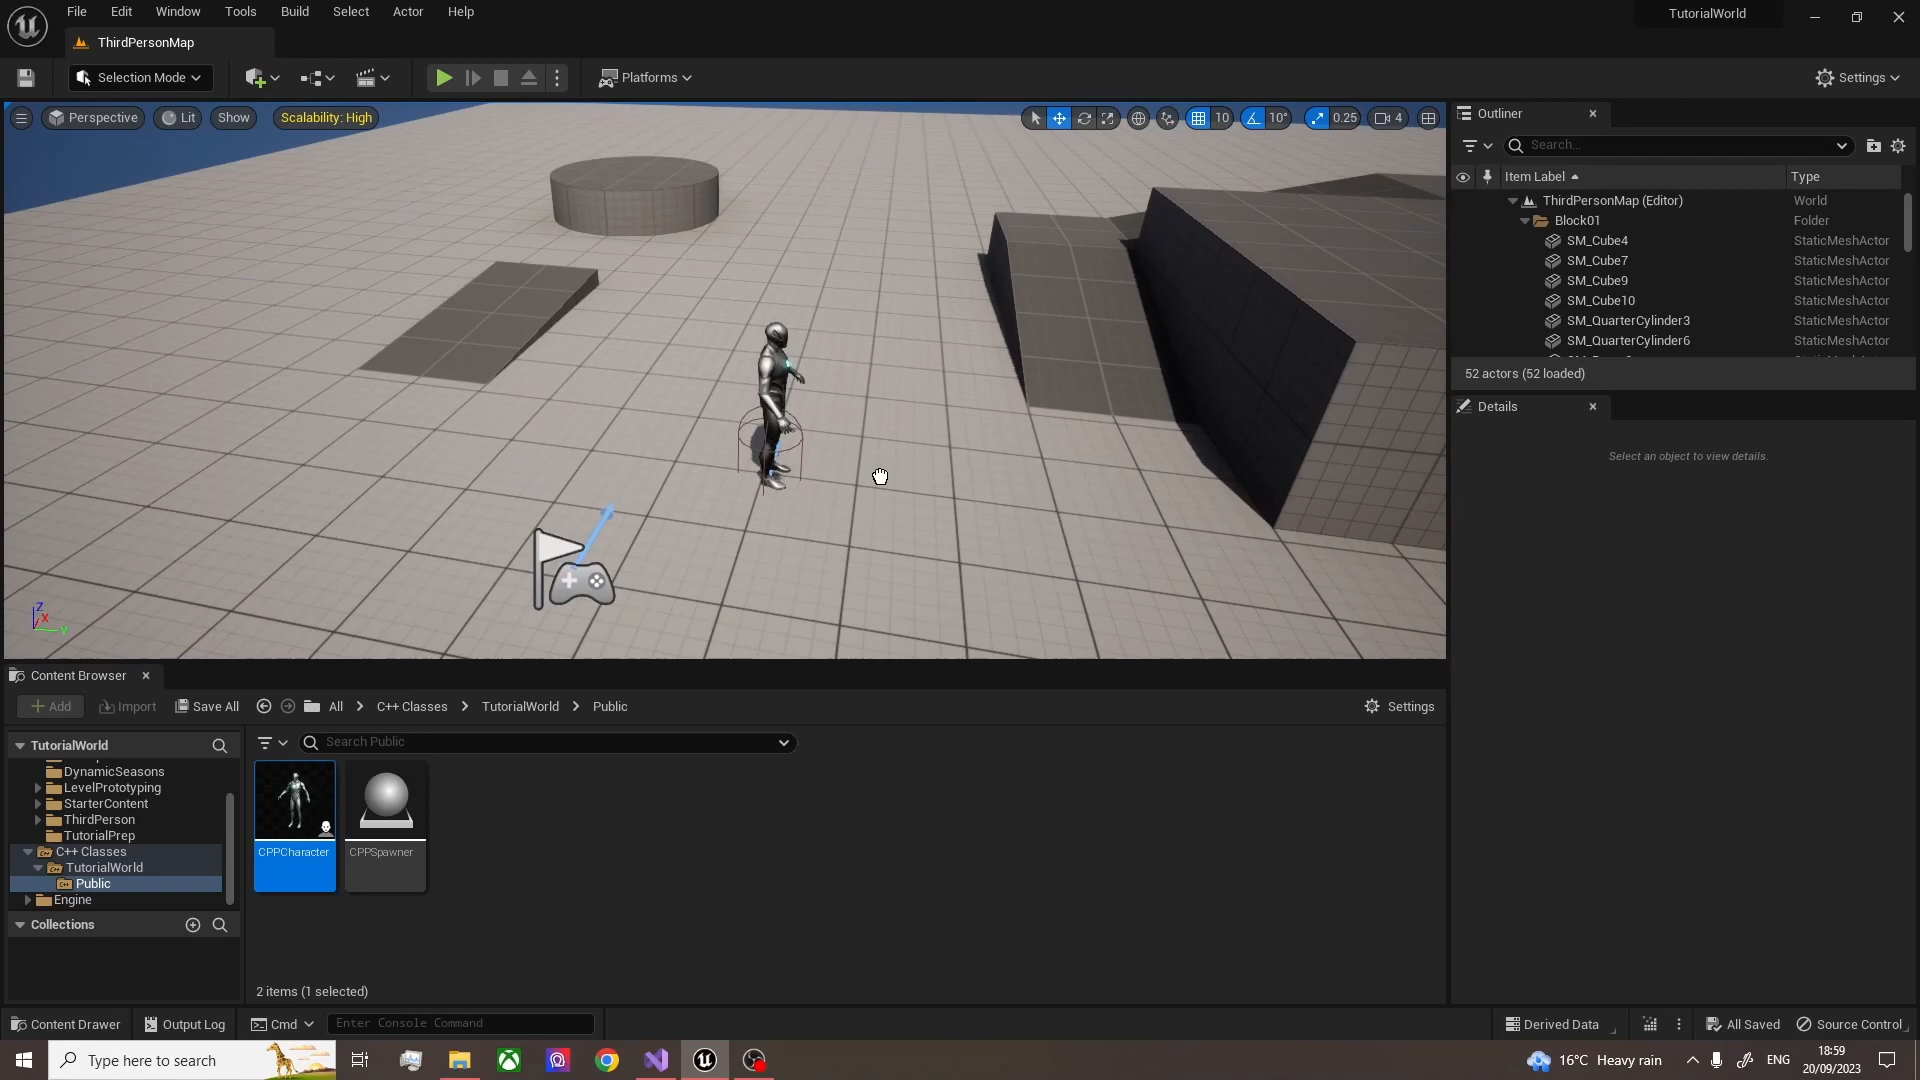 File Edit Window Tools Build Select Actor Help
TutorialWorld
ThirdPersonMap
Selection Mode
Platforms
Settings
Perspective Lit Show Scalability: High
10 10° 0.25 4
Outliner
Search...
Item Label Type
ThirdPersonMap (Editor) World
Block01 Folder
SM_Cube4 StaticMeshActor
SM_Cube7 StaticMeshActor
SM_Cube9 StaticMeshActor
SM_Cube10 StaticMeshActor
SM_QuarterCylinder3 StaticMeshActor
SM_QuarterCylinder6 StaticMeshActor
52 actors (52 loaded)
Details
Select an object to view details.
Z
X
Y
Content Browser
Add Import Save All All C++ Classes TutorialWorld Public Settings
TutorialWorld
Search Public
DynamicSeasons
LevelPrototyping
StarterContent
ThirdPerson
TutorialPrep
C++ Classes
TutorialWorld
Public
Engine
Collections
CPPCharacter
CPPSpawner
2 items (1 selected)
Content Drawer Output Log Cmd Enter Console Command Derived Data All Saved Source Control
Type here to search
16°C Heavy rain
ENG
18:59
20/09/2023